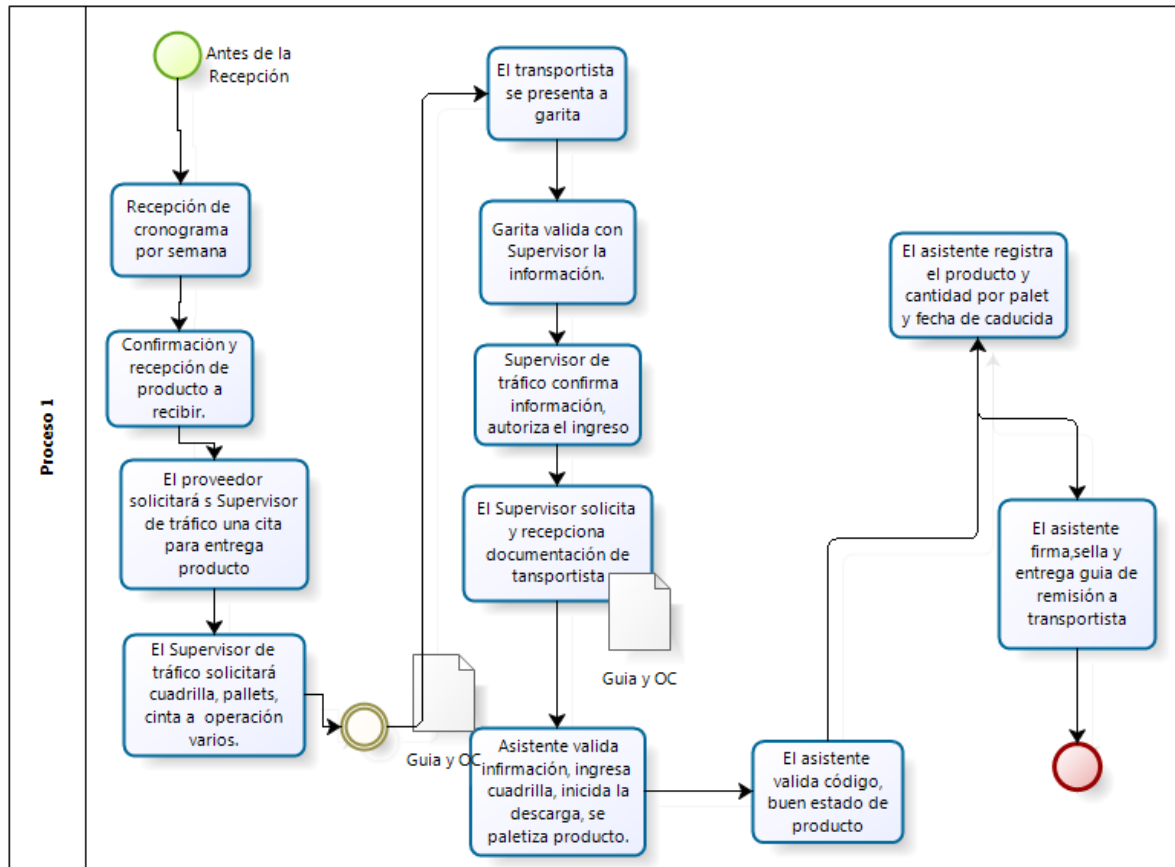 Proceso 1
Antes de la
Recepción
Recepción de
cronograma
por semana
Confirmación y
recepción de
producto a
recibir.
El proveedor
solicitará s Supervisor
de tráfico una cita
para entrega
producto
El Supervisor de
tráfico solicitará
cuadrilla, pallets,
cinta a operación
varios.
Guia y OC
El transportista
se presenta a
garita
Garita valida con
Supervisor la
información.
Supervisor de
tráfico confirma
información,
autoriza el ingreso
El Supervisor solicita
y recepciona
documentación de
tansportista
Guia y OC
Asistente valida
infirmación, ingresa
cuadrilla, inicida la
descarga, se
paletiza producto.
El asistente
valida código,
buen estado de
producto
El asistente registra
el producto y
cantidad por palet
y fecha de caducida
El asistente
firma,sella y
entrega guia de
remisión a
transportista